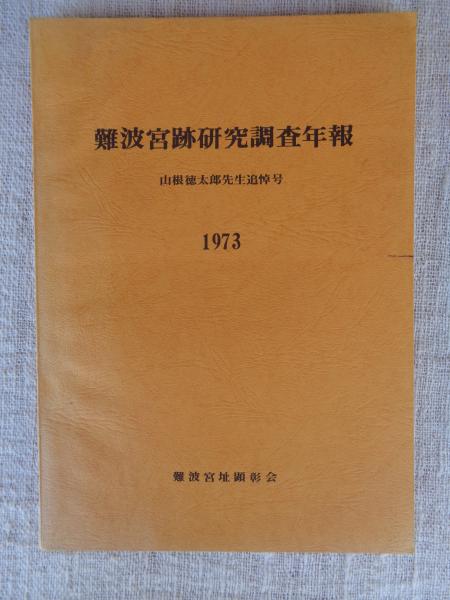 難波宮跡研究調査年報
山根徳太郎先生追悼号
1973
難波宮址顕彰会